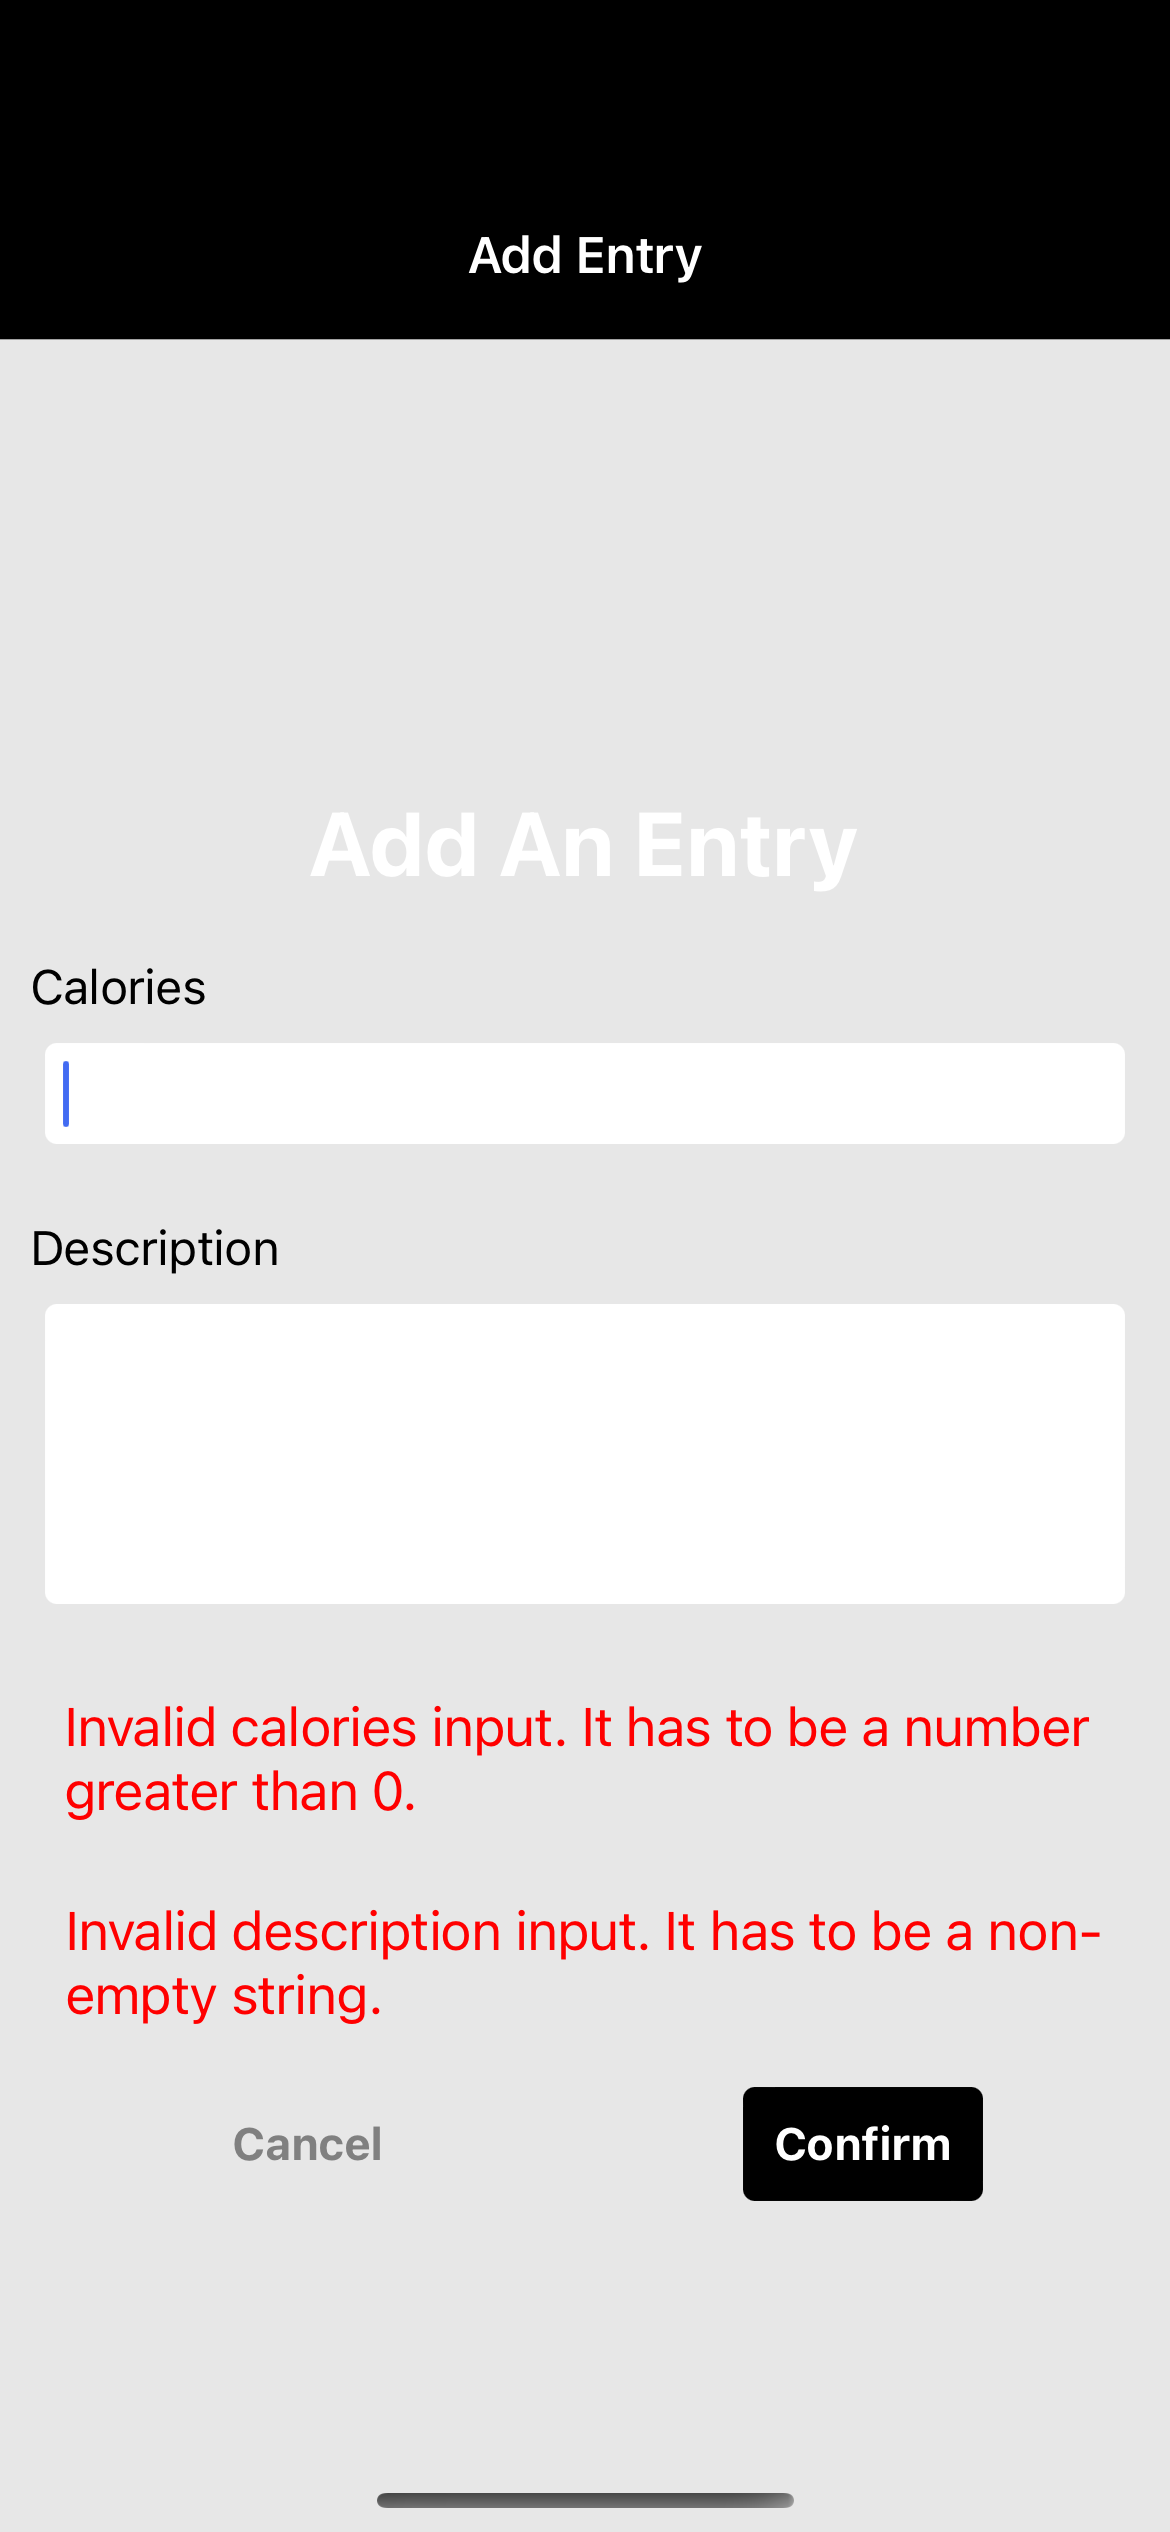 Add Entry
Add An Entry
Calories
Description
Invalid calories input. It has to be a number
greater than 0.
Invalid description input. It has to be a non-
empty string.
Cancel
Confirm